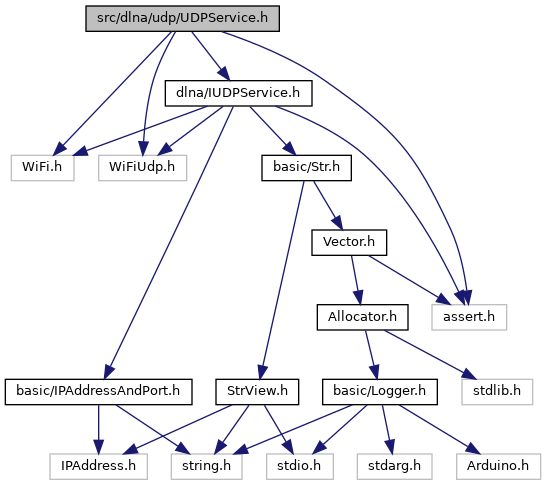 src/dlna/udp/UDPService.h
dlna/IUDPService.h
WiFi.h
WiFiUdp.h
basic/Str.h
Vector.h
Allocator.h
assert.h
basic/IPAddressAndPort.h
StrView.h
basic/Logger.h
stdlib.h
IPAddress.h
string.h
stdio.h
stdarg.h
Arduino.h